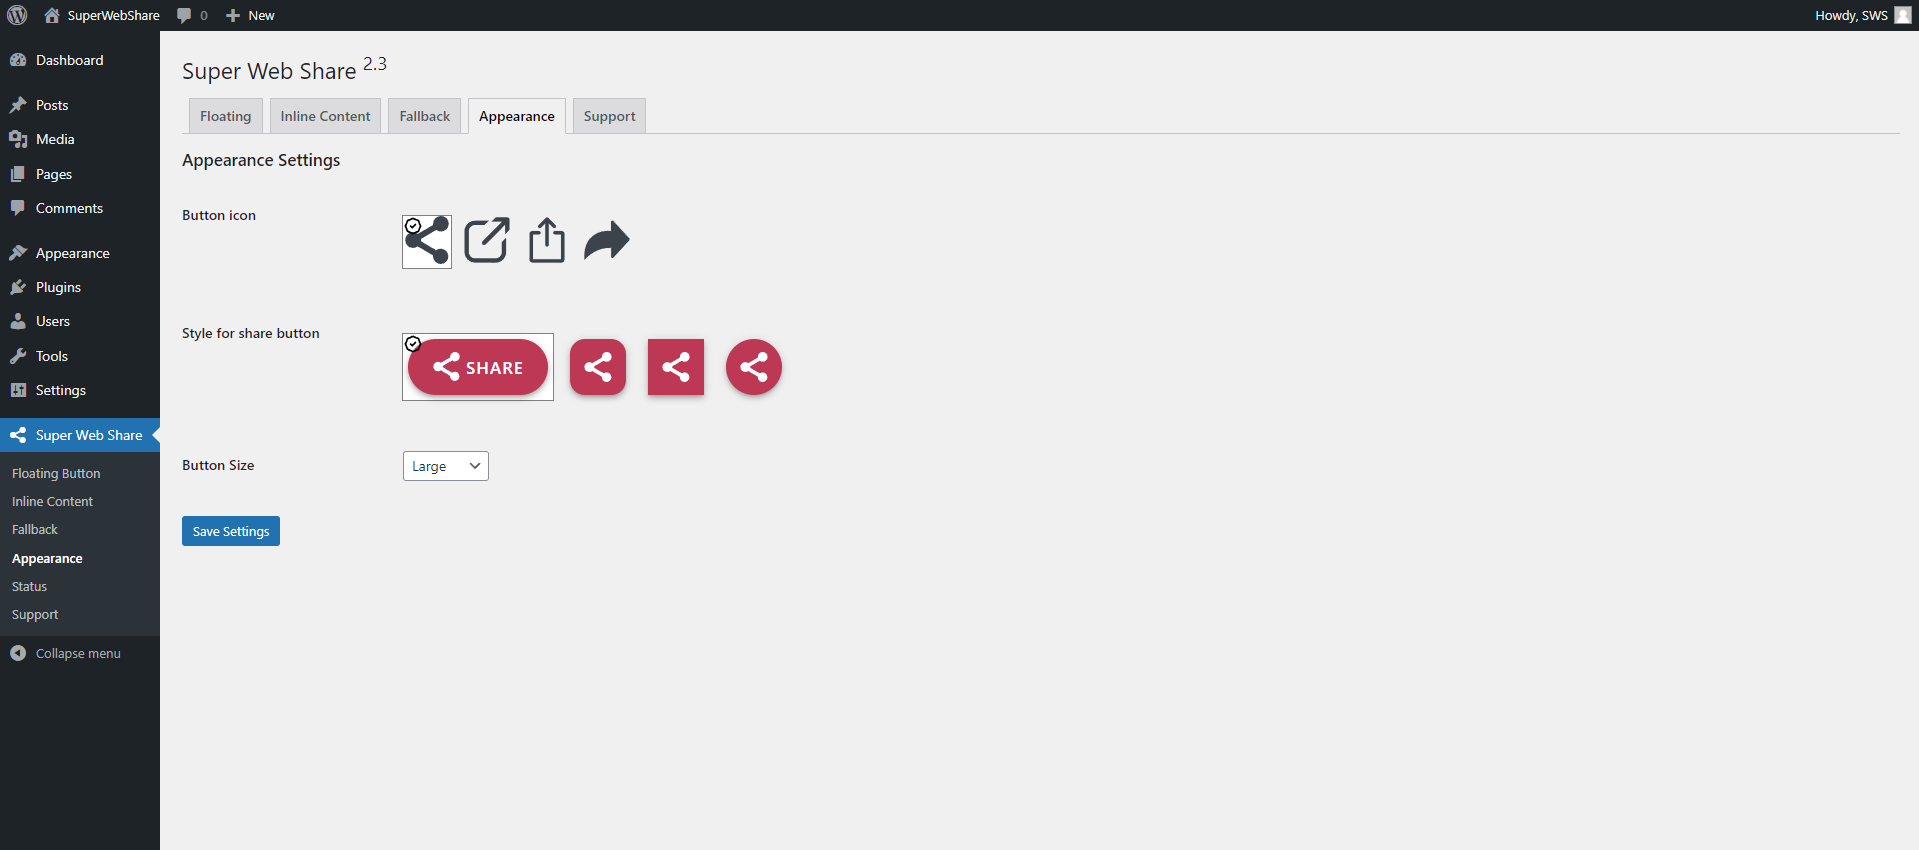 SuperWebShare 0 New Howdy, SWS
Dashboard
Posts
Media
Pages
Comments
Appearance
Plugins
Users
Tools
Settings
Super Web Share
Floating Button
Inline Content
Fallback
Appearance
Status
Support
Collapse menu
Super Web Share 2.3
Floating Inline Content Fallback Appearance Support
Appearance Settings
Button icon
Style for share button SHARE
Button Size Large
Save Settings